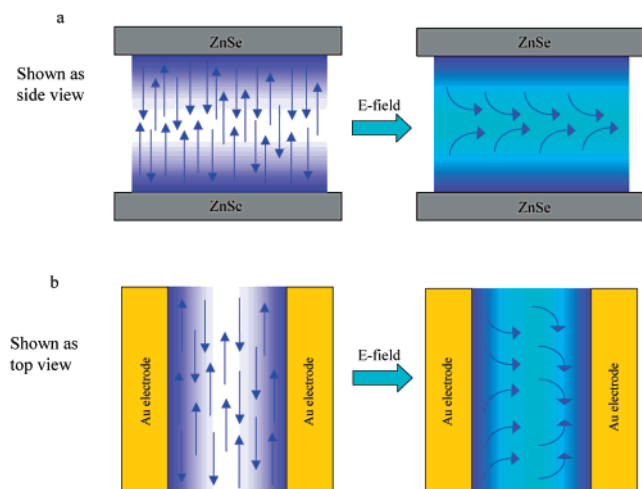 a
ZnSe
ZnSe
Shown as
side view
E-field
ZnSe
ZnSe
b
Shown as
top view
Au electrode
Au electrode
E-field
Au electrode
Au electrode